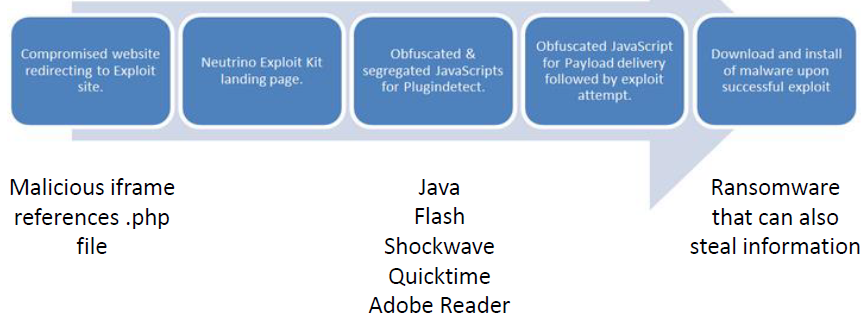 Compromised website
redirecting to Exploit
site.
Neutrino Exploit Kit
landing page.
Obfuscated &
segregated JavaScripts
for Plugindetect.
Obfuscated JavaScript
for Payload delivery
followed by exploit
attempt.
Download and install
of malware upon
successful exploit
Malicious iframe
references .php
file
Java
Flash
Shockwave
Quicktime
Adobe Reader
Ransomware
that can also
steal information